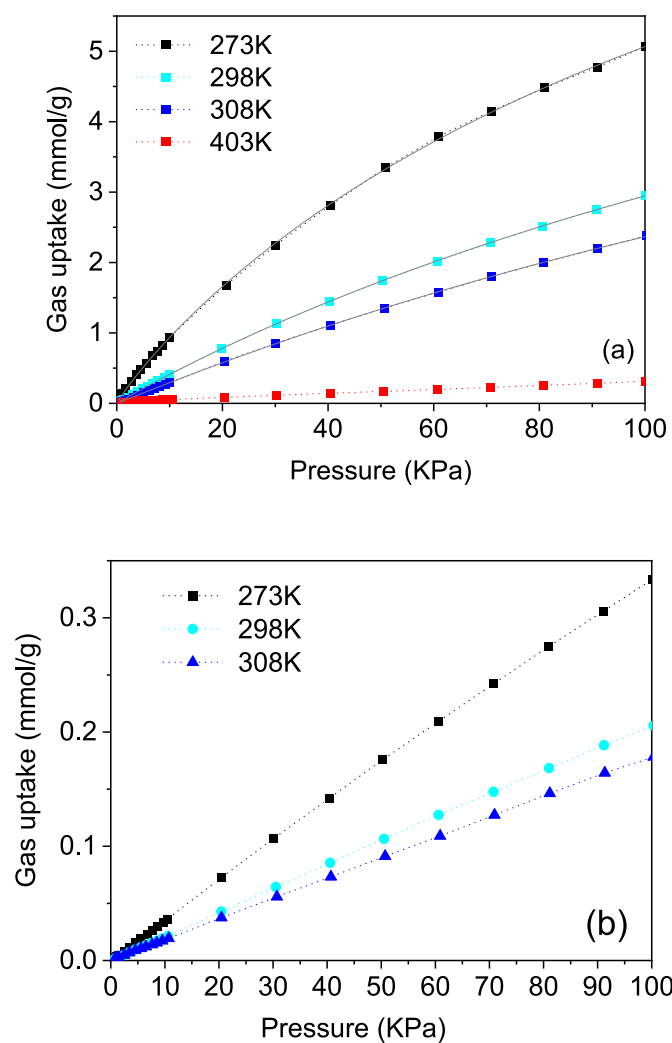 5
4
3
2
1
0
Gas uptake (mmol/g)
273K
298K
308K
403K
(a)
0 20 40 60 80 100
Pressure (KPa)
0.3
0.2
0.1
0.0
Gas uptake (mmol/g)
273K
298K
308K
(b)
0 10 20 30 40 50 60 70 80 90 100
Pressure (KPa)